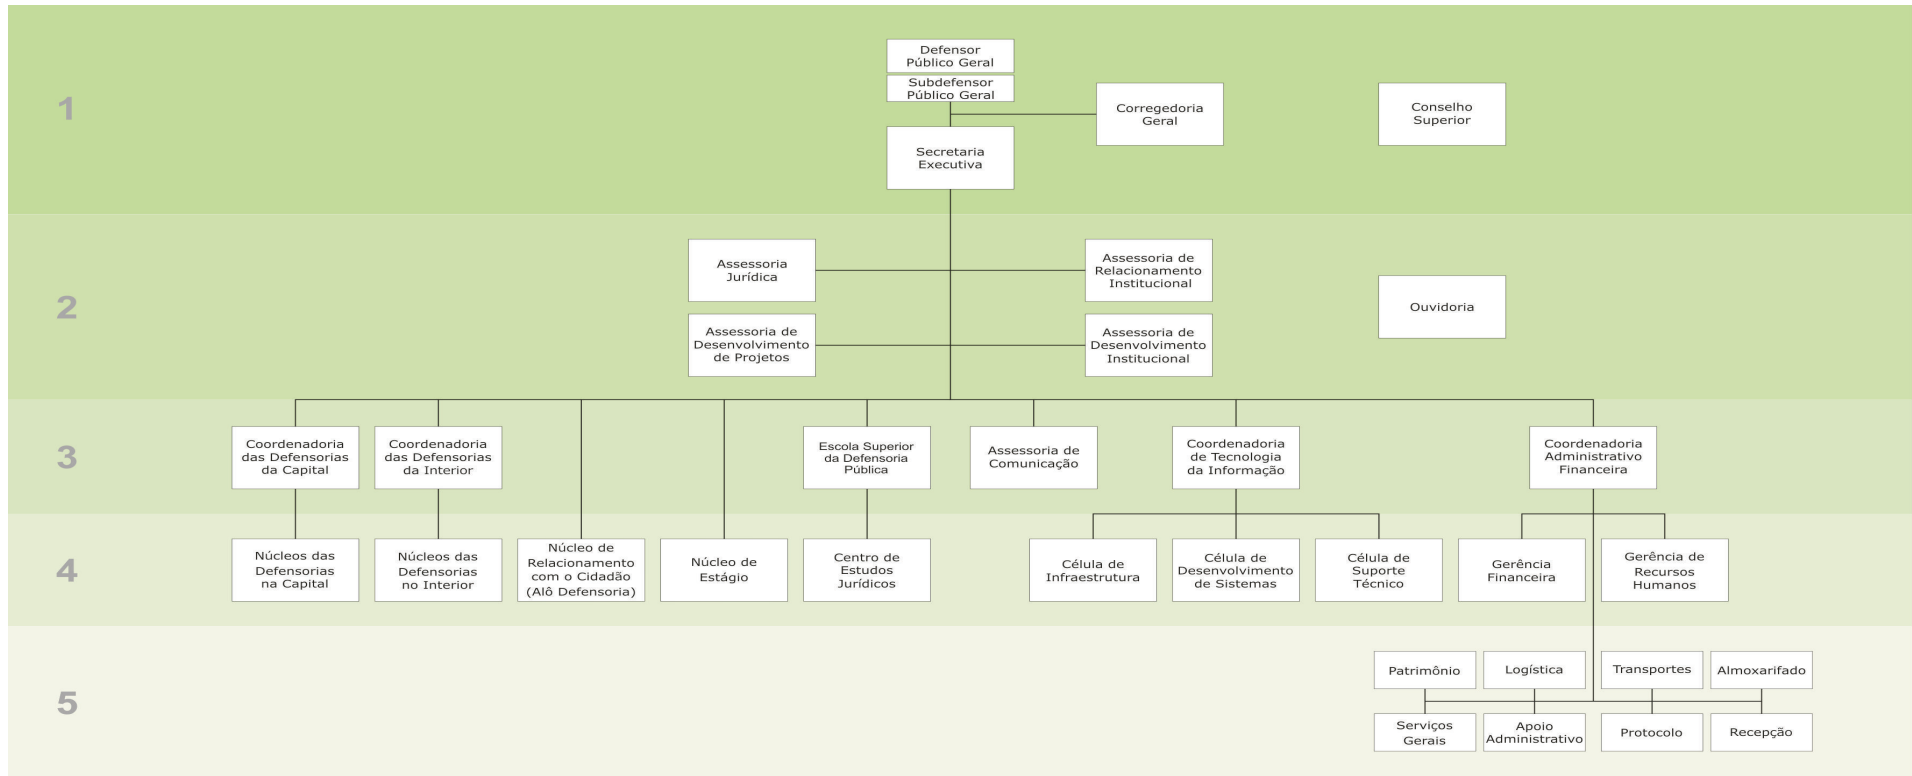 1
Defensor
Público Geral
Subdefensor
Público Geral
Corregedoria
Geral
Conselho
Superior
Secretaria
Executiva
2
Assessoria
Jurídica
Assessoria de
Relacionamento
Institucional
Ouvidoria
Assessoria de
Desenvolvimento
de Projetos
Assessoria de
Desenvolvimento
Institucional
3
Coordenadoria
das Defensorias
da Capital
Coordenadoria
das Defensorias
da Interior
Escola Superior
da Defensoria
Pública
Assessoria de
Comunicação
Coordenadoria
de Tecnologia
da Informação
Coordenadoria
Administrativo
Financeira
4
Núcleos das
Defensorias
na Capital
Núcleos das
Defensorias
no Interior
Núcleo de
Relacionamento
com o Cidadão
(Alô Defensoria)
Núcleo de
Estágio
Centro de
Estudos
Jurídicos
Célula de
Infraestrutura
Célula de
Desenvolvimento
de Sistemas
Célula de
Suporte
Técnico
Gerência
Financeira
Gerência de
Recursos
Humanos
5
Patrimônio
Logística
Transportes
Almoxarifado
Serviços
Gerais
Apoio
Administrativo
Protocolo
Recepção